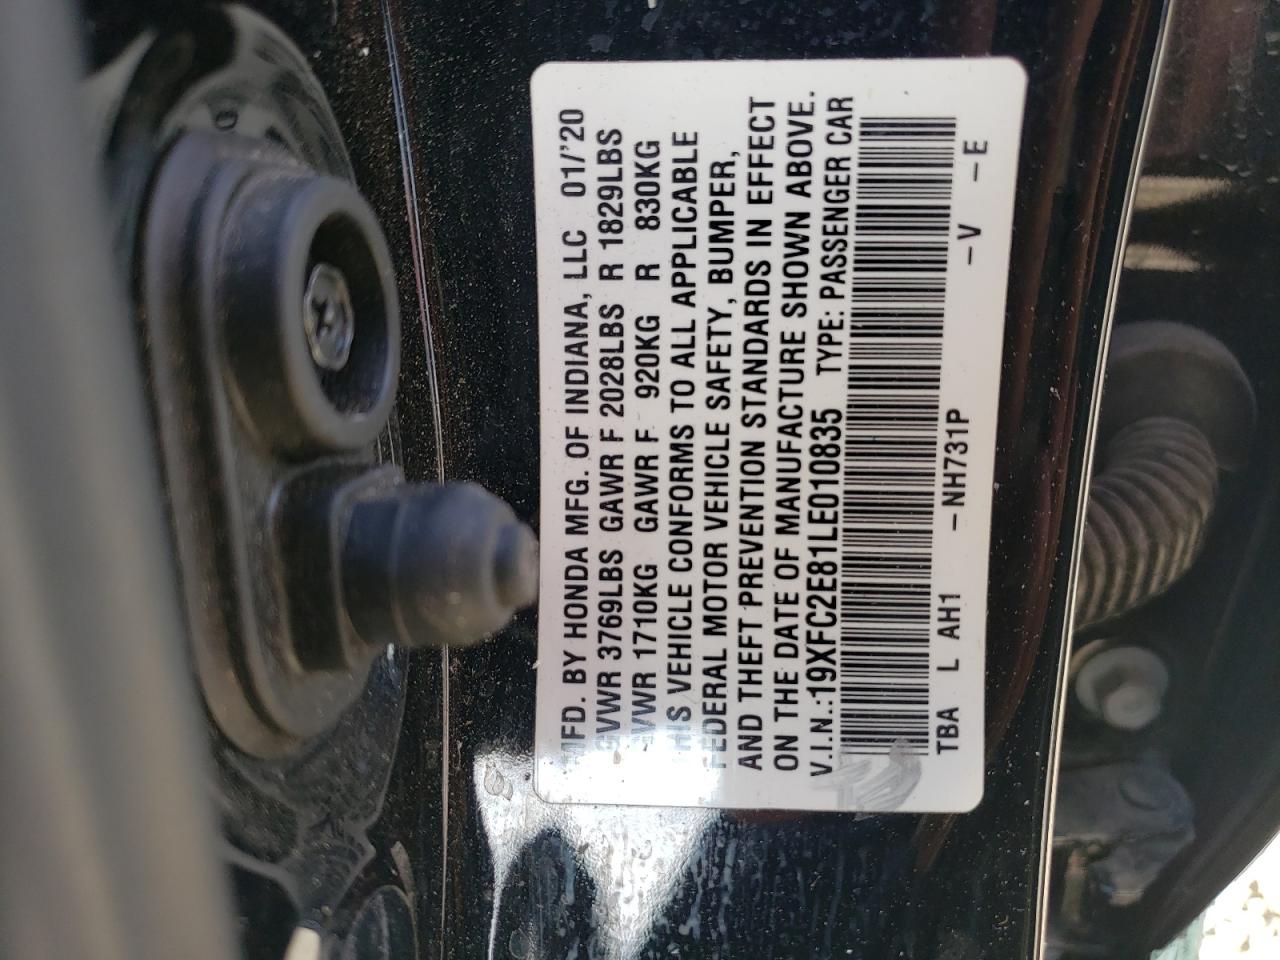 MFD. BY HONDA MFG. OF INDIANA, LLC 01/'20
GVWR 3769LBS GAWR F 2028LBS R 1829LBS
GVWR 1710KG GAWR F 920KG R 830KG
THIS VEHICLE CONFORMS TO ALL APPLICABLE
FEDERAL MOTOR VEHICLE SAFETY, BUMPER,
AND THEFT PREVENTION STANDARDS IN EFFECT
ON THE DATE OF MANUFACTURE SHOWN ABOVE.
V.I.N.:19XFC2E81LE010835 TYPE: PASSENGER CAR
TBA L AH1 -NH731P -V -E